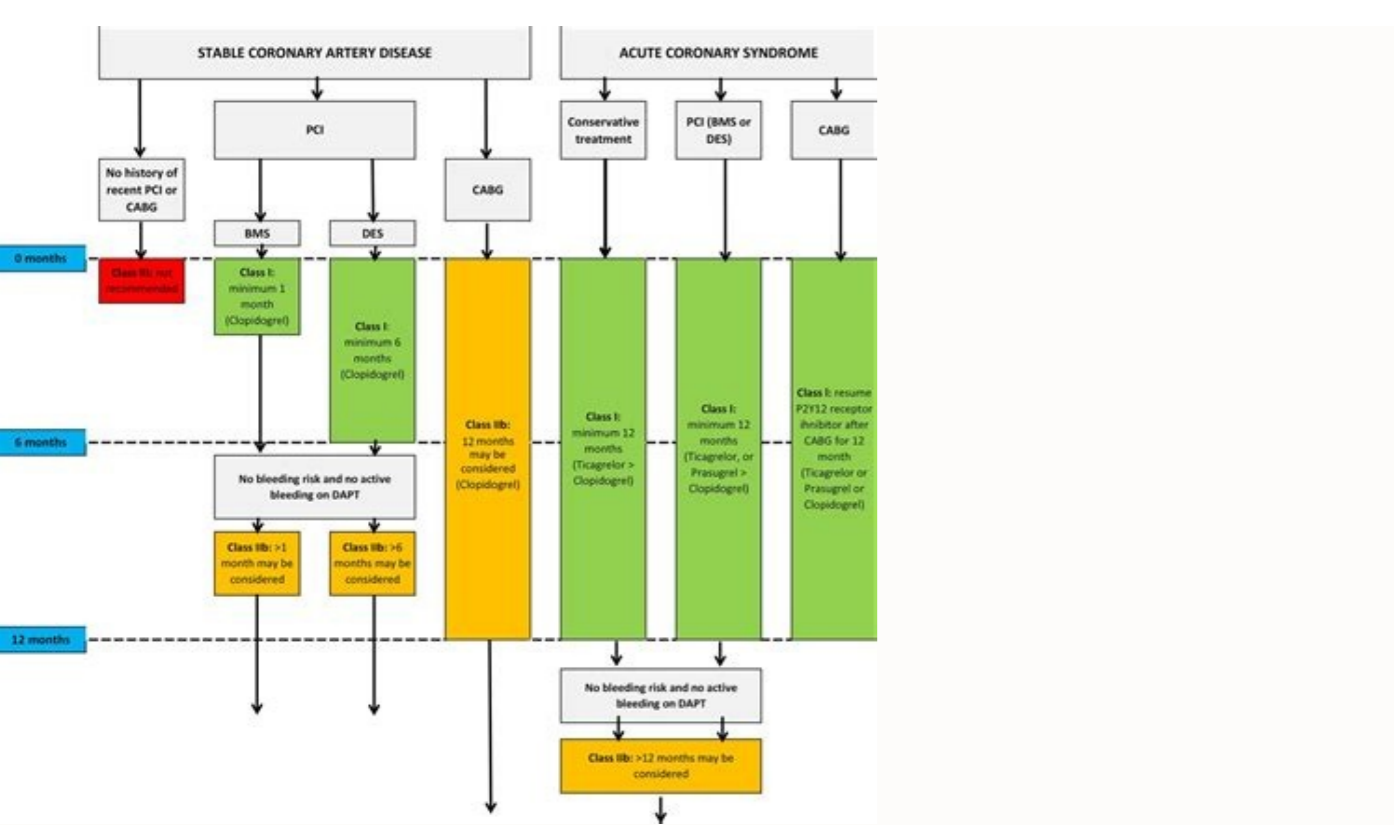 STABLE CORONARY ARTERY DISEASE
ACUTE CORONARY SYNDROME
PCI
Conservative
treatment
PCI (BMS or
DES)
CABG
No history of
recent PCI or
CABG
CABG
BMS
DES
0 months
Class III: not
recommended
Class I:
minimum 1
month
(Clopidogrel)
Class I:
minimum 6
months
(Clopidogrel)
Class IIb:
12 months
may be
considered
(Clopidogrel)
Class I:
minimum 12
months
(Ticagrelor >
Clopidogrel)
Class I:
minimum 12
months
(Ticagrelor, or
Prasugrel >
Clopidogrel)
Class I: resume
P2Y12 receptor
ihnibitor after
CABG for 12
month
(Ticagrelor or
Prasugrel or
Clopidogrel)
6 months
No bleeding risk and no active
bleeding on DAPT
Class IIb: >1
month may be
considered
Class IIb: >6
months may be
considered
12 months
No bleeding risk and no active
bleeding on DAPT
Class IIb: >12 months may be
considered